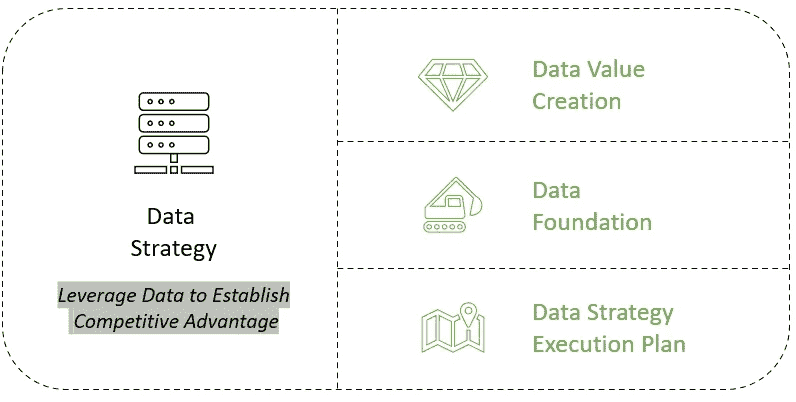 Data
Strategy
Leverage Data to Establish
Competitive Advantage
Data Value
Creation
Data
Foundation
Data Strategy
Execution Plan